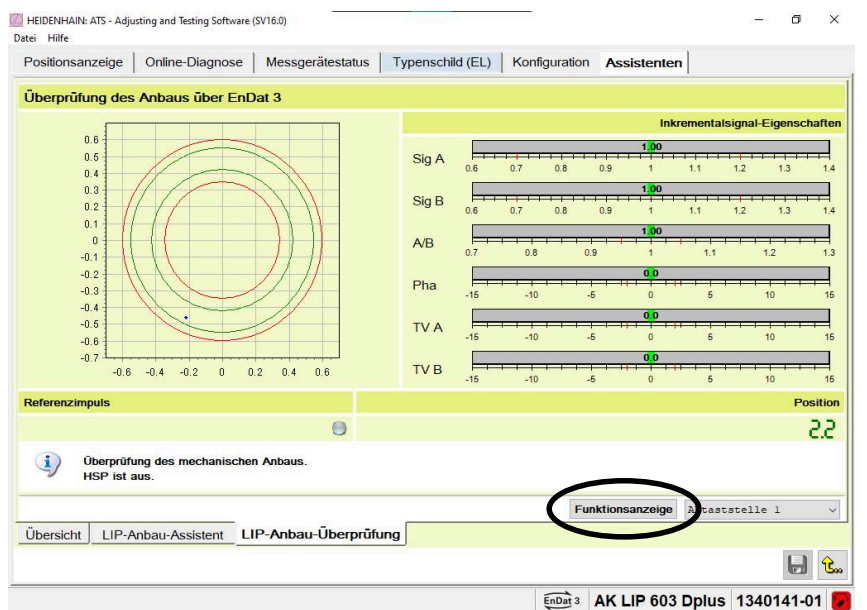 HEIDENHAIN: ATS - Adjusting and Testing Software (SV16.0)
Datei Hilfe
Positionsanzeige Online-Diagnose Messgerätestatus Typenschild (EL) Konfiguration Assistenten
Überprüfung des Anbaus über EnDat 3
Inkrementalsignal-Eigenschaften
0.6
0.5
0.4
0.3
0.2
0.1
0
-0.1
-0.2
-0.3
-0.4
-0.5
-0.6
-0.7
-0.6 -0.4 -0.2 0 0.2 0.4 0.6
1.00
Sig A
0.6 0.7 0.8 0.9 1 1.1 1.2 1.3 1.4
1.00
Sig B
0.6 0.7 0.8 0.9 1 1.1 1.2 1.3 1.4
1.00
A/B
0.7 0.8 0.9 1 1.1 1.2 1.3
0.0
Pha
-15 -10 -5 0 5 10 15
0.0
TV A
-15 -10 -5 0 5 10 15
0.0
TV B
-15 -10 -5 0 5 10 15
Referenzimpuls Position
2.2
Überprüfung des mechanischen Anbaus.
HSP ist aus.
Funktionsanzeige Abtaststelle 1
Übersicht LIP-Anbau-Assistent LIP-Anbau-Überprüfung
EnDat 3 AK LIP 603 Dplus 1340141-01